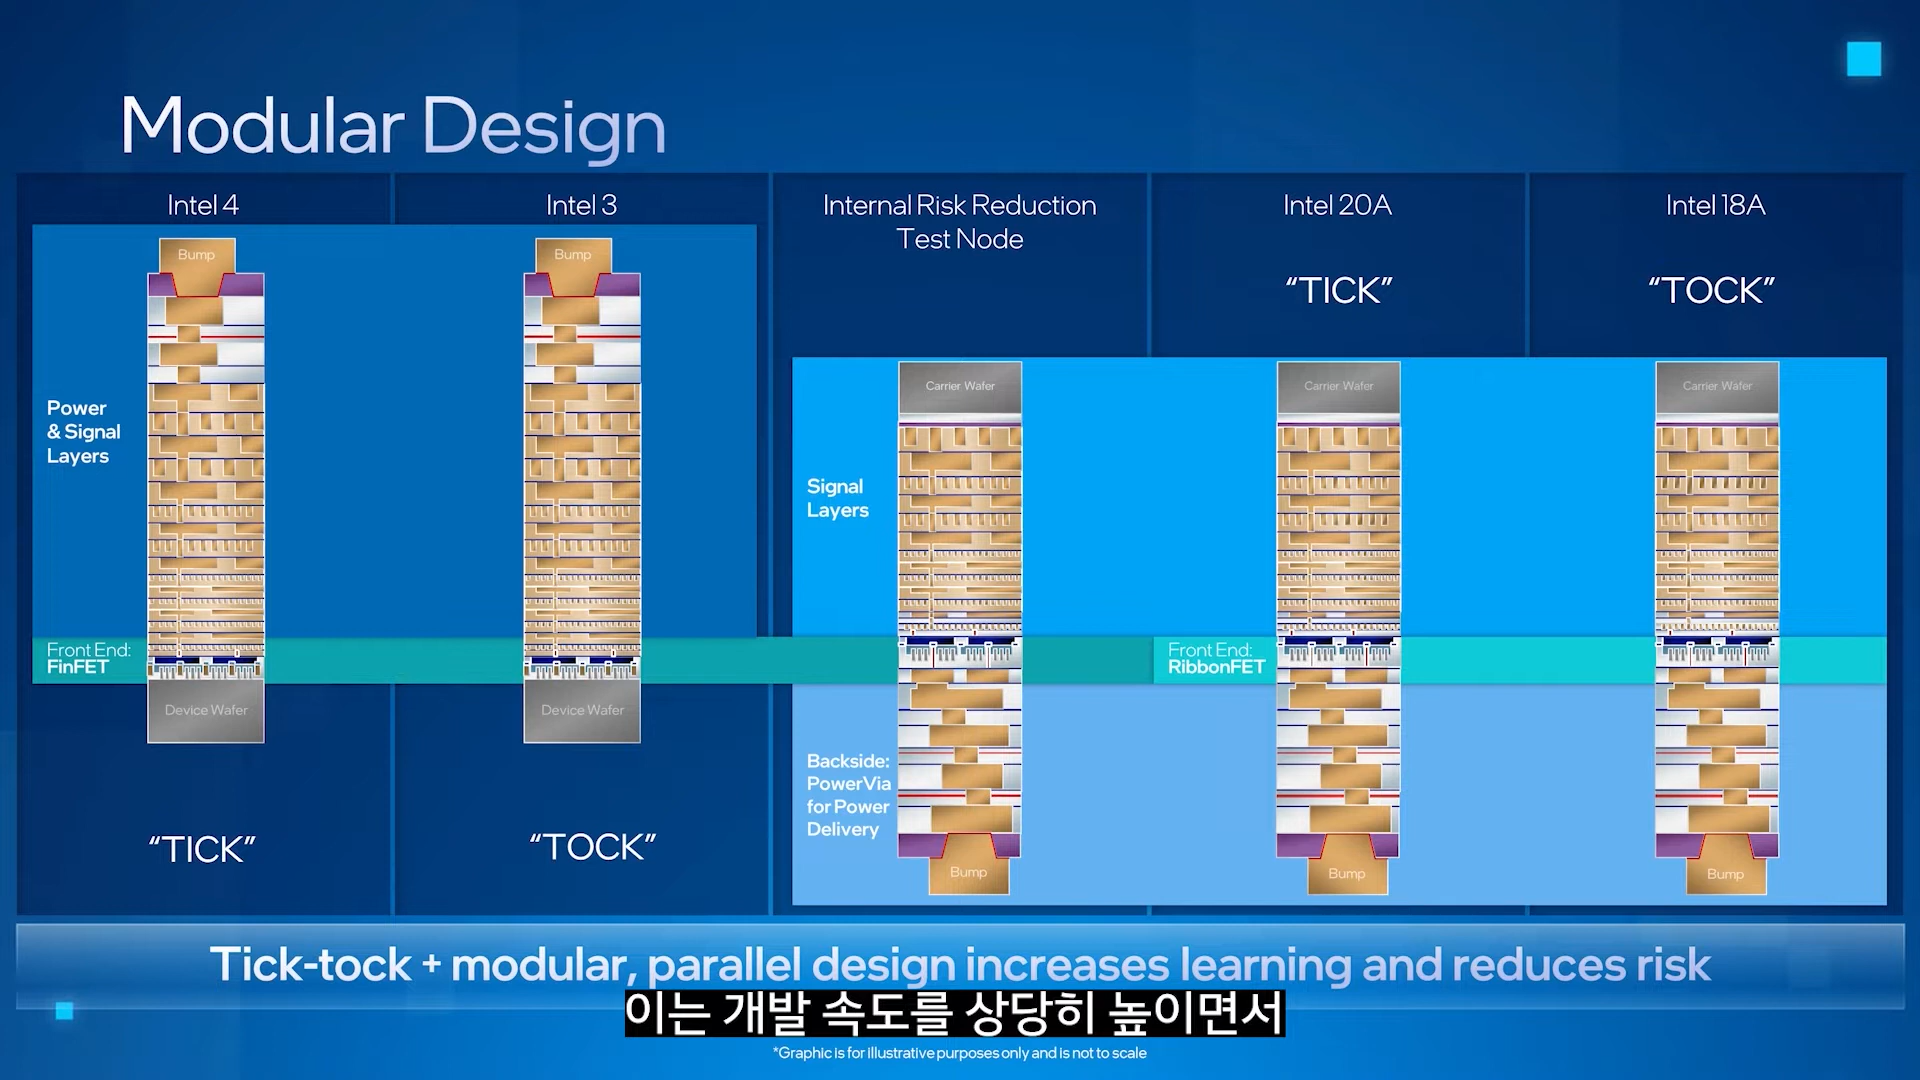 Modular Design
Intel 4
Intel 3
Internal Risk Reduction
Test Node
Intel 20A
Intel 18A
"TICK"
"TOCK"
Bump
Bump
Power
& Signal
Layers
Front End:
FinFET
Device Wafer
Device Wafer
"TICK"
"TOCK"
Carrier Wafer
Carrier Wafer
Carrier Wafer
Signal
Layers
Front End:
RibbonFET
Backside:
PowerVia
for Power
Delivery
Bump
Bump
Bump
Tick-tock + modular, parallel design increases learning and reduces risk
이는 개발 속도를 상당히 높이면서
*Graphic is for illustrative purposes only and is not to scale